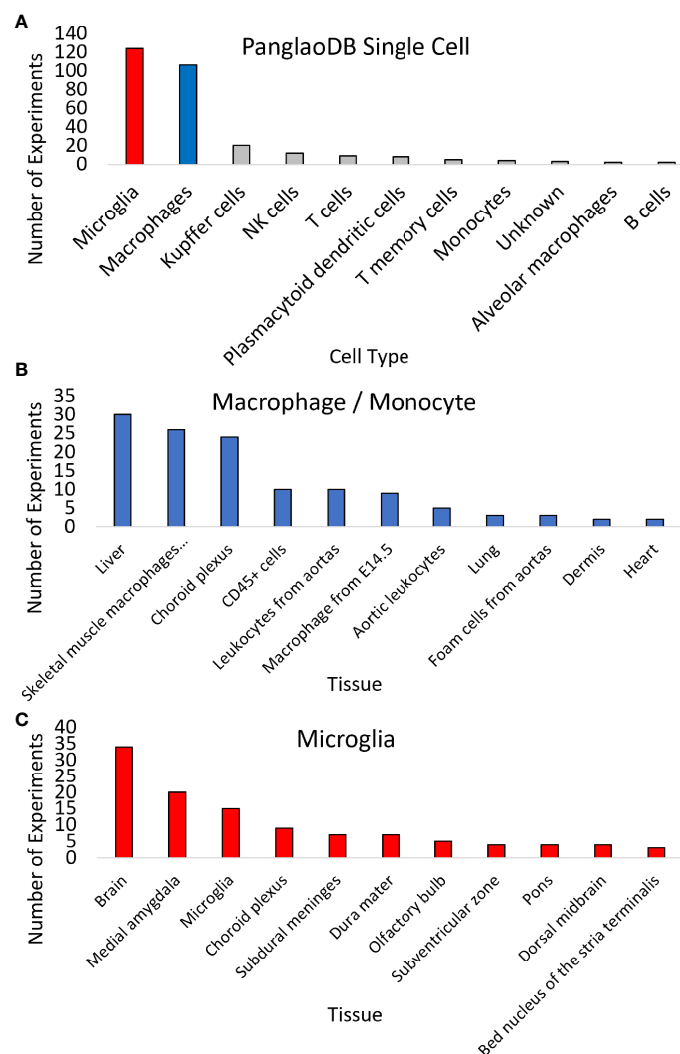 A
PanglaoDB Single Cell
Number of Experiments
140
120
100
80
60
40
20
0
Microglia
Macrophages
Kupffer cells
NK cells
T cells
Plasmacytoid dendritic cells
T memory cells
Monocytes
Unknown
Alveolar macrophages
B cells
Cell Type
B
Macrophage / Monocyte
Number of Experiments
35
30
25
20
15
10
5
0
Liver
Skeletal muscle macrophages...
Choroid plexus
CD45+ cells
Leukocytes from aortas
Macrophage from E14.5
Aortic leukocytes
Lung
Foam cells from aortas
Dermis
Heart
Tissue
C
Microglia
Number of Experiments
40
35
30
25
20
15
10
5
0
Brain
Medial amygdala
Microglia
Choroid plexus
Subdural meninges
Dura mater
Olfactory bulb
Subventricular zone
Pons
Dorsal midbrain
Bed nucleus of the stria terminalis
Tissue